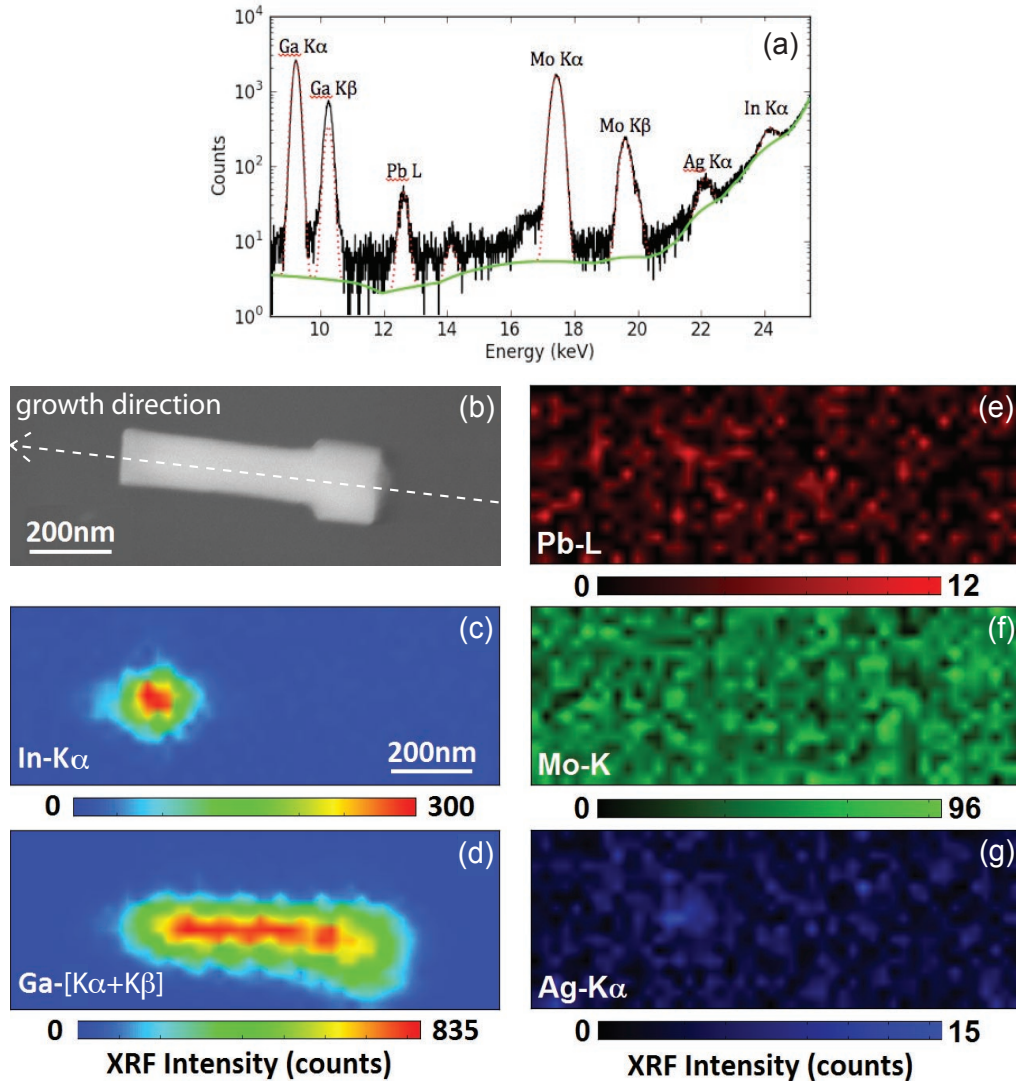 (a)
Ga Kα
Ga Kβ
Pb L
Mo Kα
Mo Kβ
Ag Kα
In Kα
Counts
10⁴
10³
10²
10¹
10⁰
10 12 14 16 18 20 22 24
Energy (keV)
growth direction
(b)
200nm
(c)
In-Kα
200nm
0 300
(d)
Ga-[Kα+Kβ]
0 835
XRF Intensity (counts)
(e)
Pb-L
0 12
(f)
Mo-K
0 96
(g)
Ag-Kα
0 15
XRF Intensity (counts)